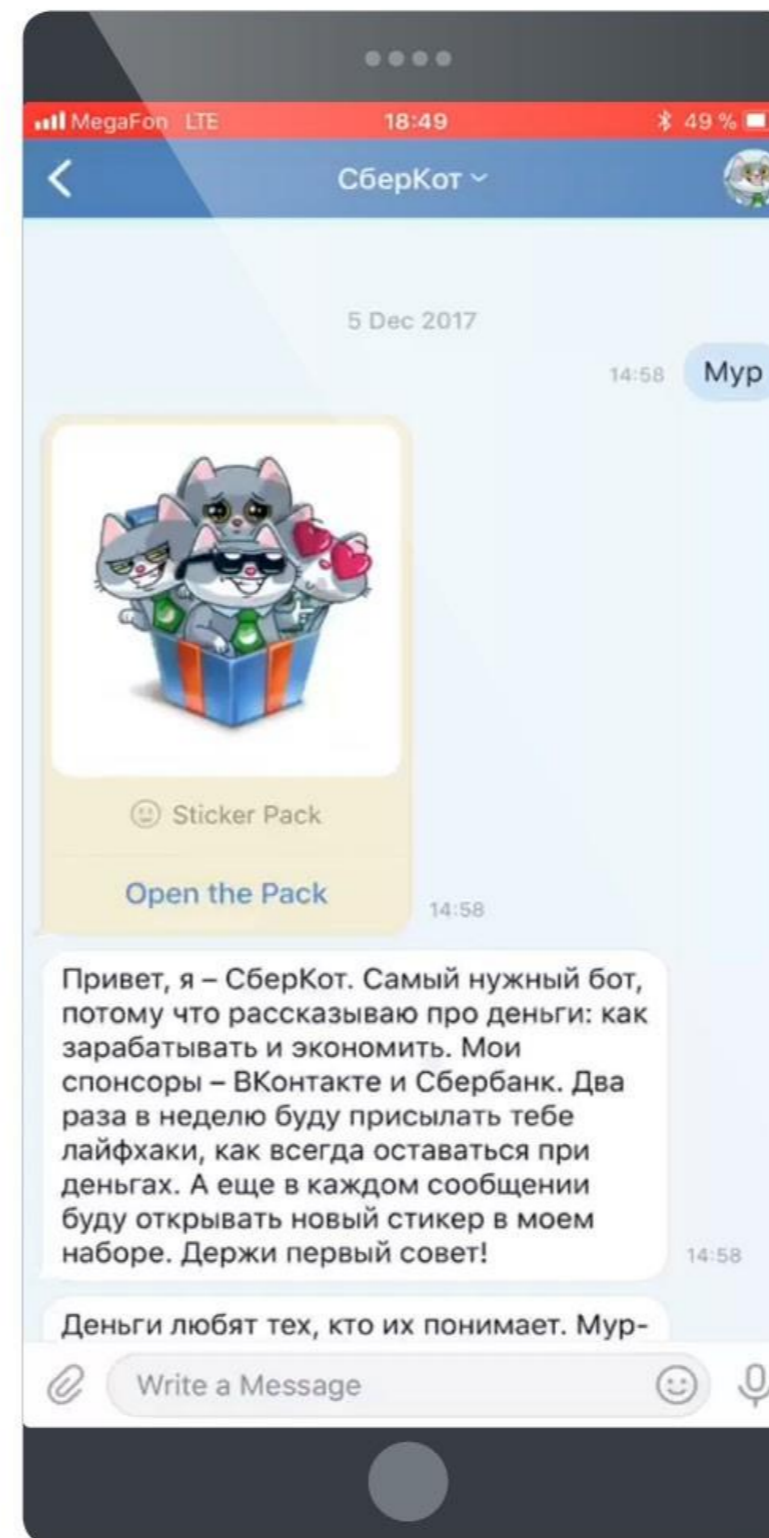 MegaFon LTE 18:49 49 %
СберКот
5 Dec 2017
14:58 Мур
Sticker Pack
Open the Pack
14:58
Привет, я – СберКот. Самый нужный бот,
потому что рассказываю про деньги: как
зарабатывать и экономить. Мои
спонсоры – ВКонтакте и Сбербанк. Два
раза в неделю буду присылать тебе
лайфхаки, как всегда оставаться при
деньгах. А еще в каждом сообщении
буду открывать новый стикер в моем
наборе. Держи первый совет!
14:58
Деньги любят тех, кто их понимает. Мур-
Write a Message